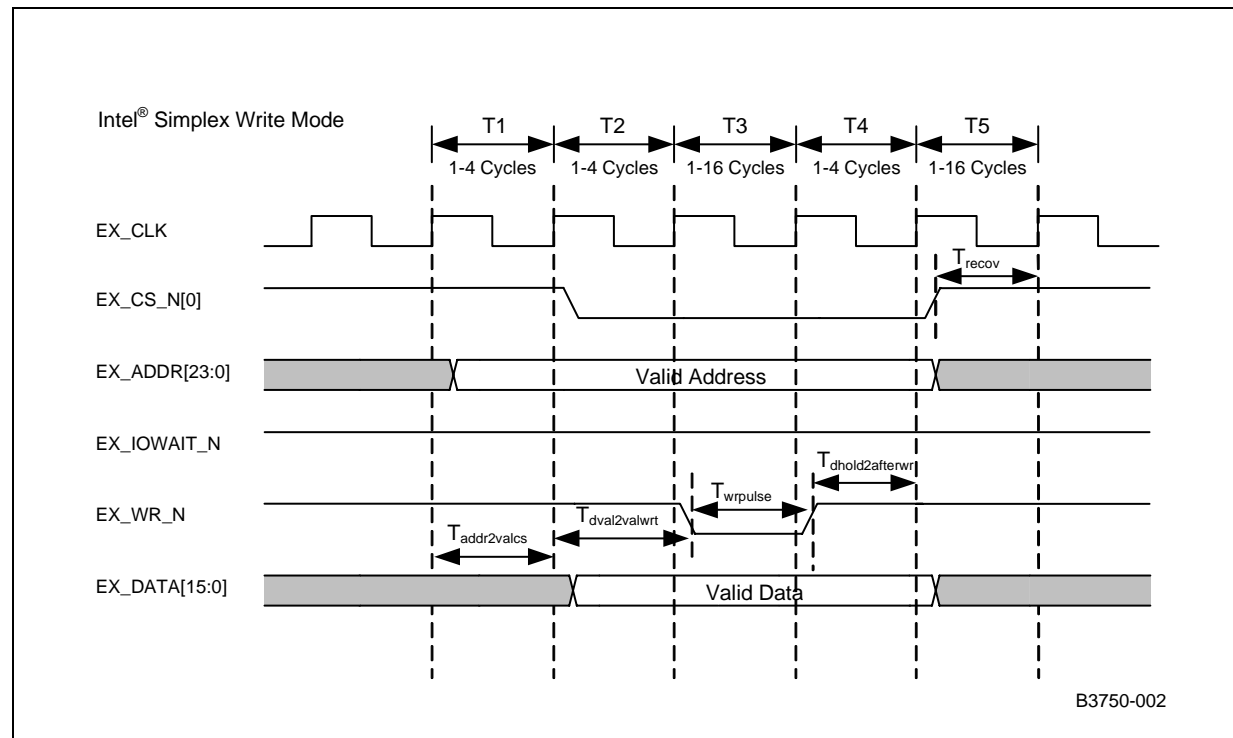 Intel® Simplex Write Mode
T1 T2 T3 T4 T5
1-4 Cycles 1-4 Cycles 1-16 Cycles 1-4 Cycles 1-16 Cycles
EX_CLK
Trecov
EX_CS_N[0]
EX_ADDR[23:0] Valid Address
EX_IOWAIT_N
Tdhold2afterwr
Twrpulse
EX_WR_N
Tdval2valwrt
Taddr2valcs
EX_DATA[15:0] Valid Data
B3750-002